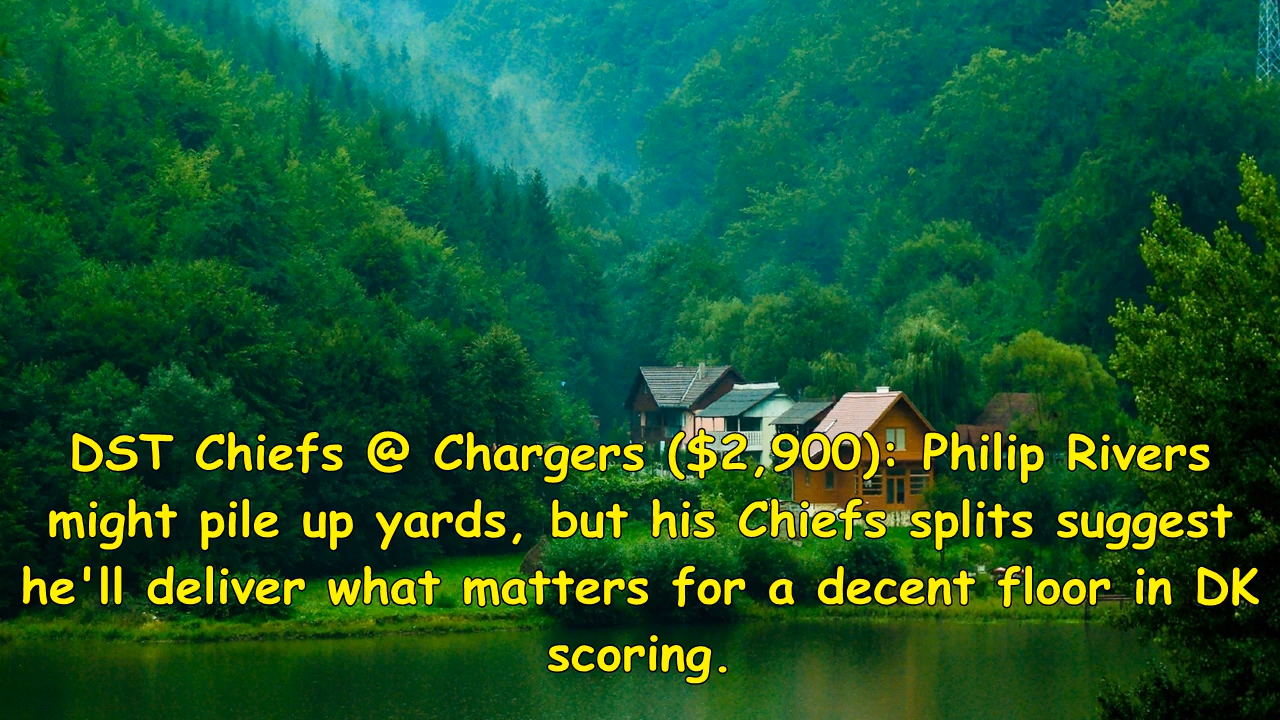 DST Chiefs @ Chargers ($2,900): Philip Rivers
might pile up yards, but his Chiefs splits suggest
he'll deliver what matters for a decent floor in DK
scoring.